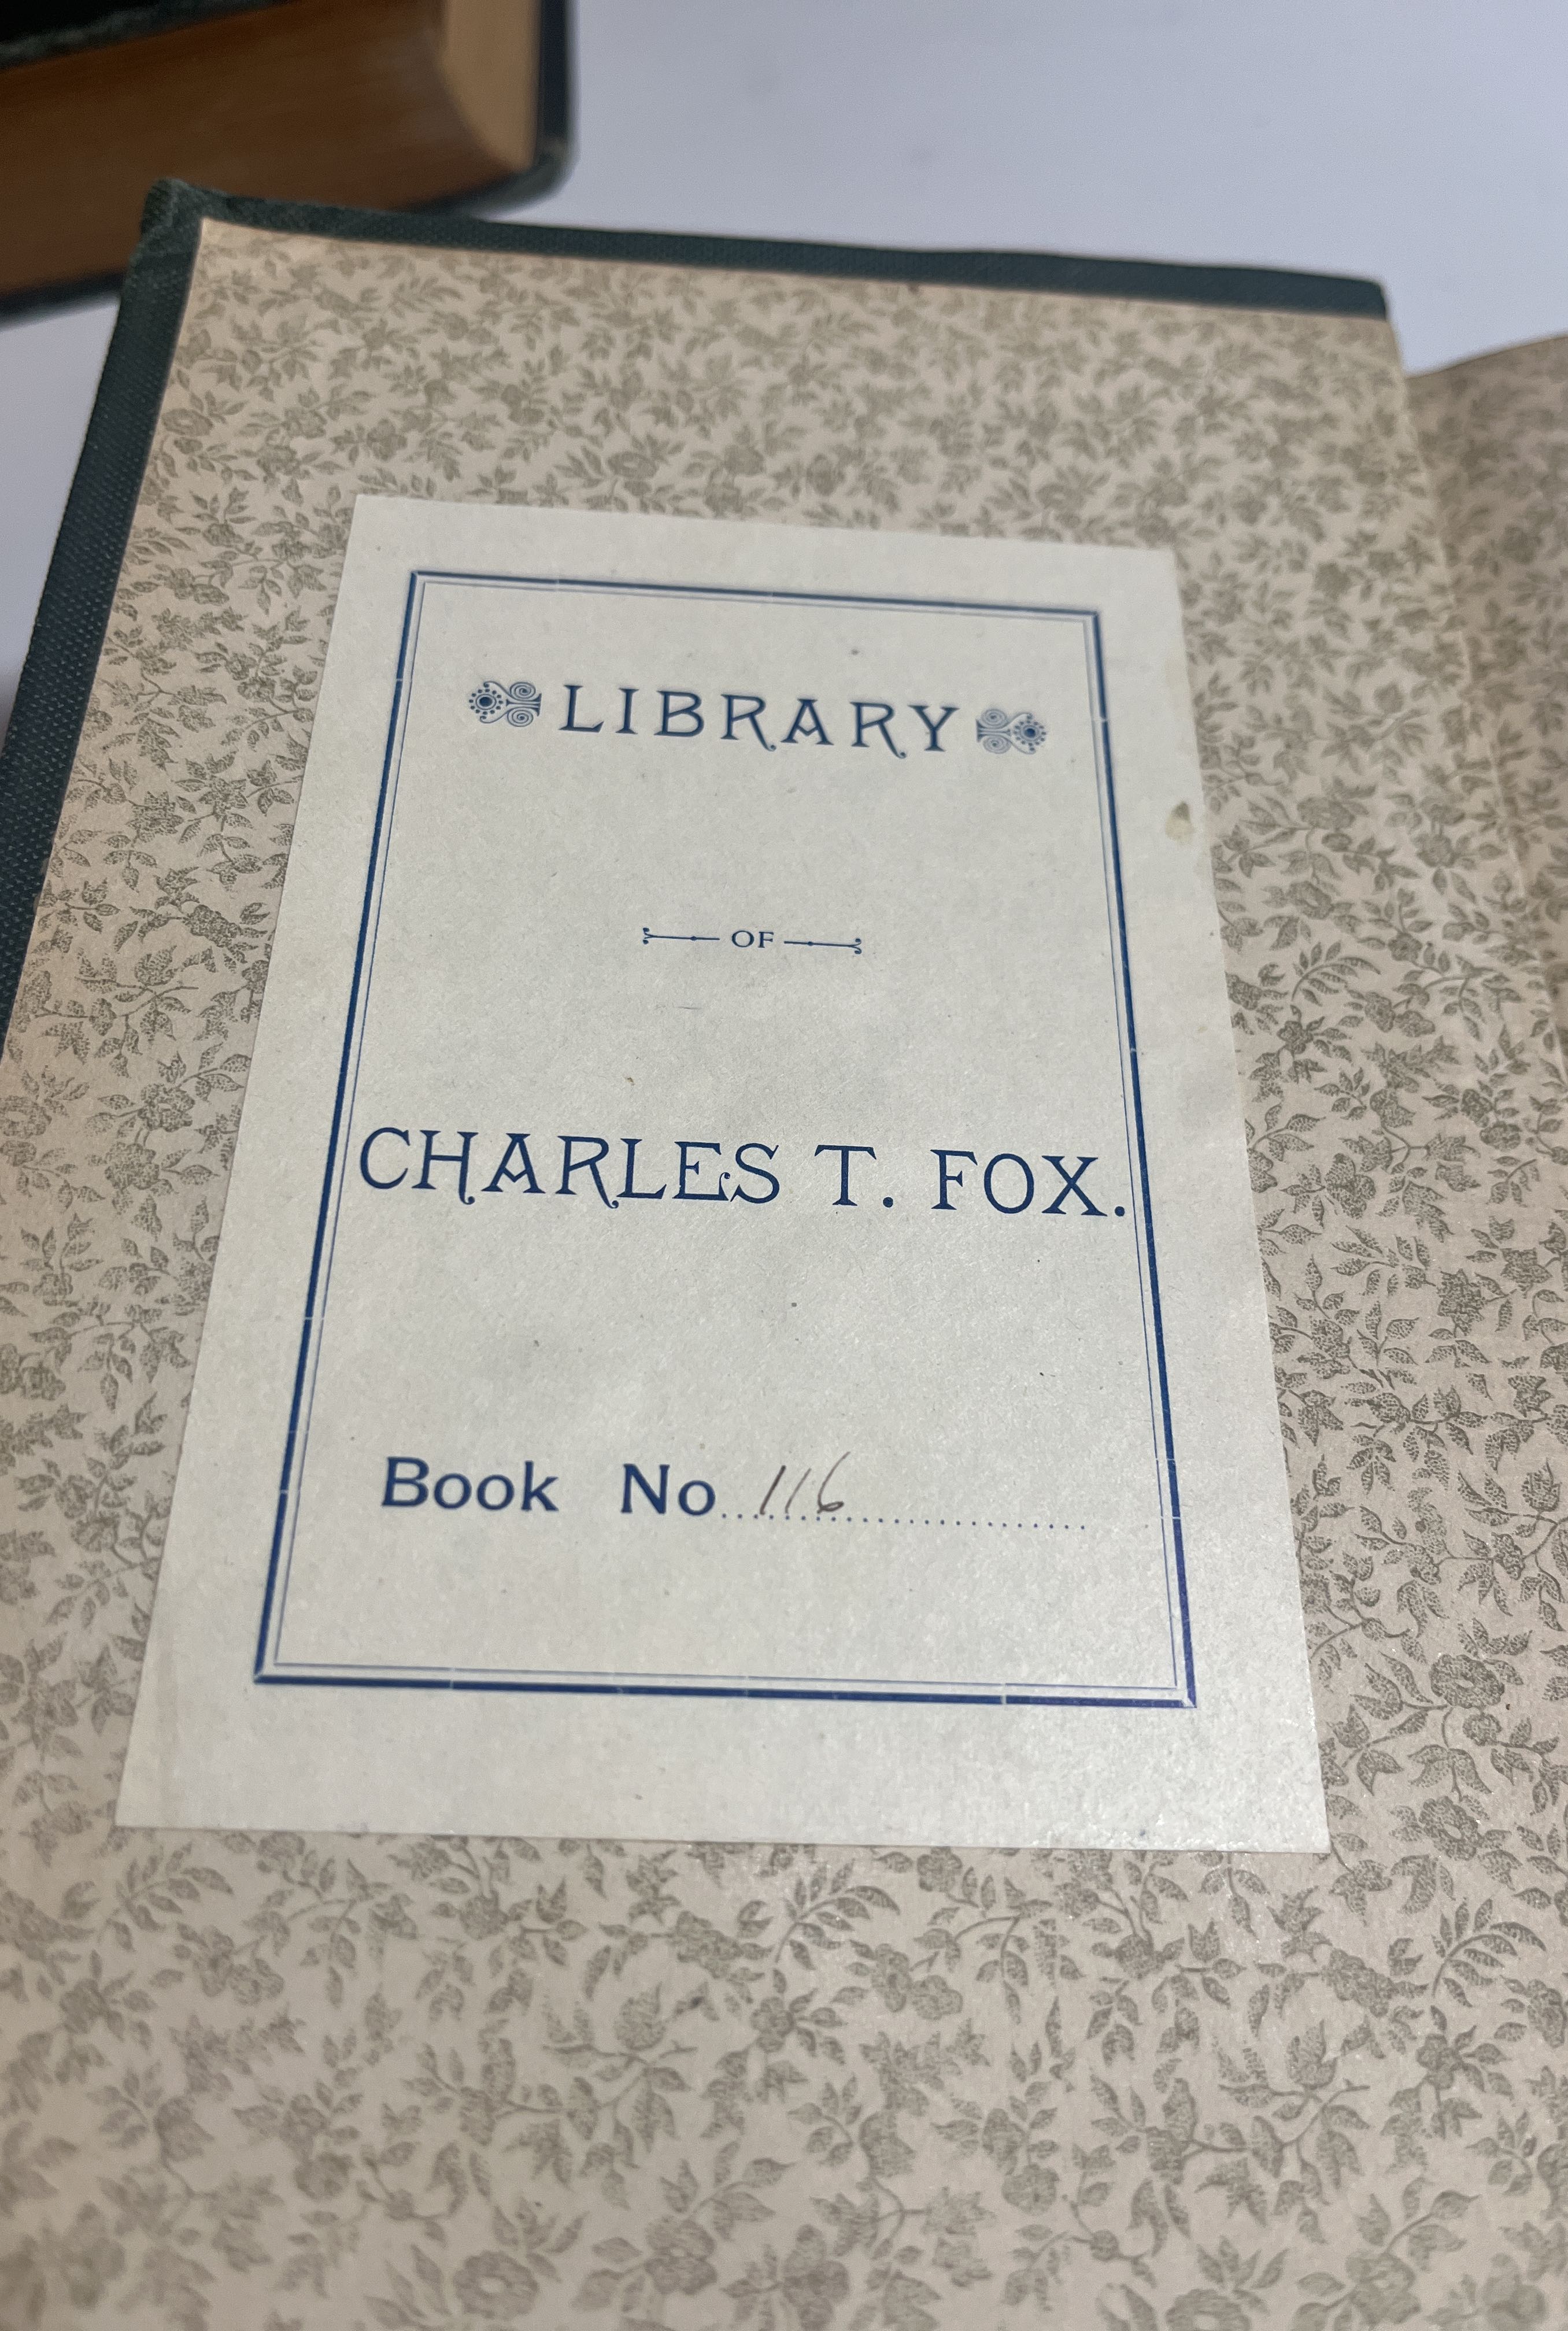 LIBRARY
OF
CHARLES T. FOX.
Book No 116